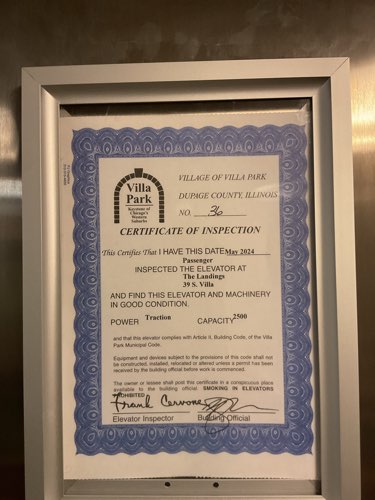 Villa
Park
Keystone of
Chicago's
Western
Suburbs
VILLAGE OF VILLA PARK
DUPAGE COUNTY, ILLINOIS
NO. 36
CERTIFICATE OF INSPECTION
This Certifies That I HAVE THIS DATE May 2024
Passenger
INSPECTED THE ELEVATOR AT
The Landings
39 S. Villa
AND FIND THIS ELEVATOR AND MACHINERY
IN GOOD CONDITION.
POWER Traction CAPACITY 2500
and that this elevator complies with Article II, Building Code, of the Villa
Park Municipal Code.
Equipment and devices subject to the provisions of this code shall not
be constructed, installed, relocated or altered unless a permit has been
received by the building official before work is commenced.
The owner or lessee shall post this certificate in a conspicuous place
available to the building official SMOKING IN ELEVATORS
PROHIBITED
Frank Cervone
Elevator Inspector Building Official